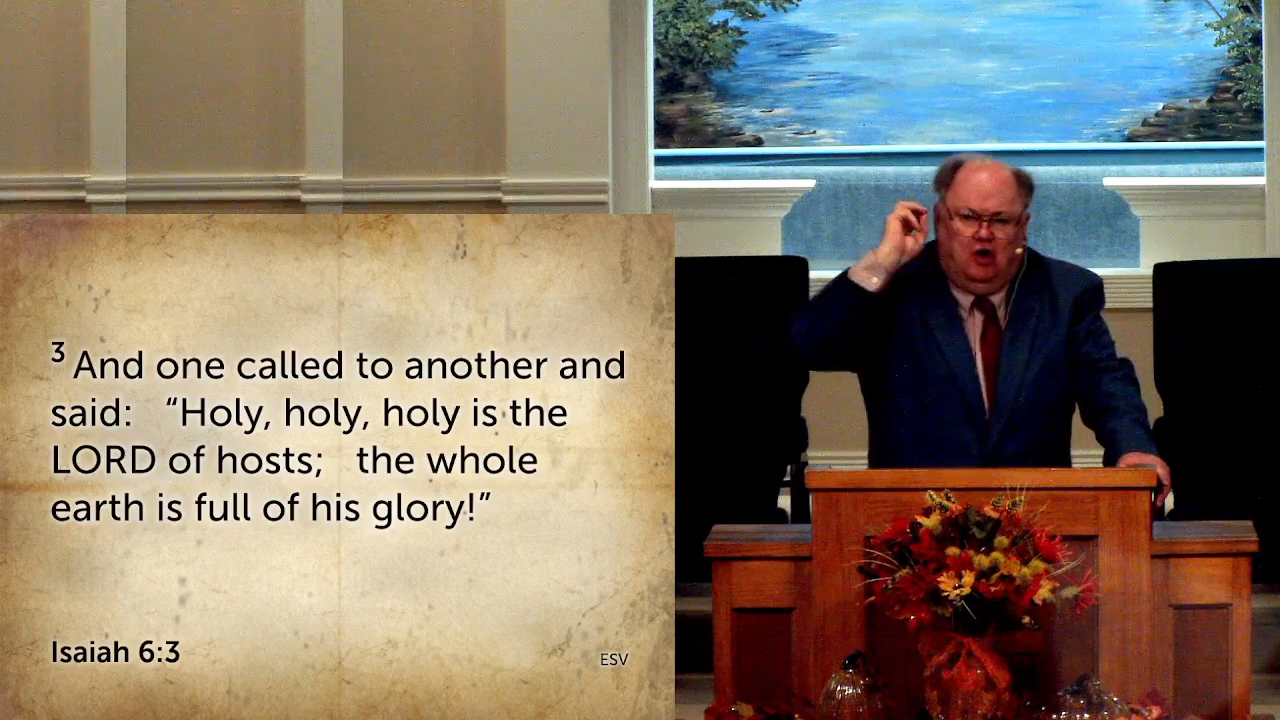 3 And one called to another and
said: “Holy, holy, holy is the
LORD of hosts; the whole
earth is full of his glory!”
Isaiah 6:3
ESV